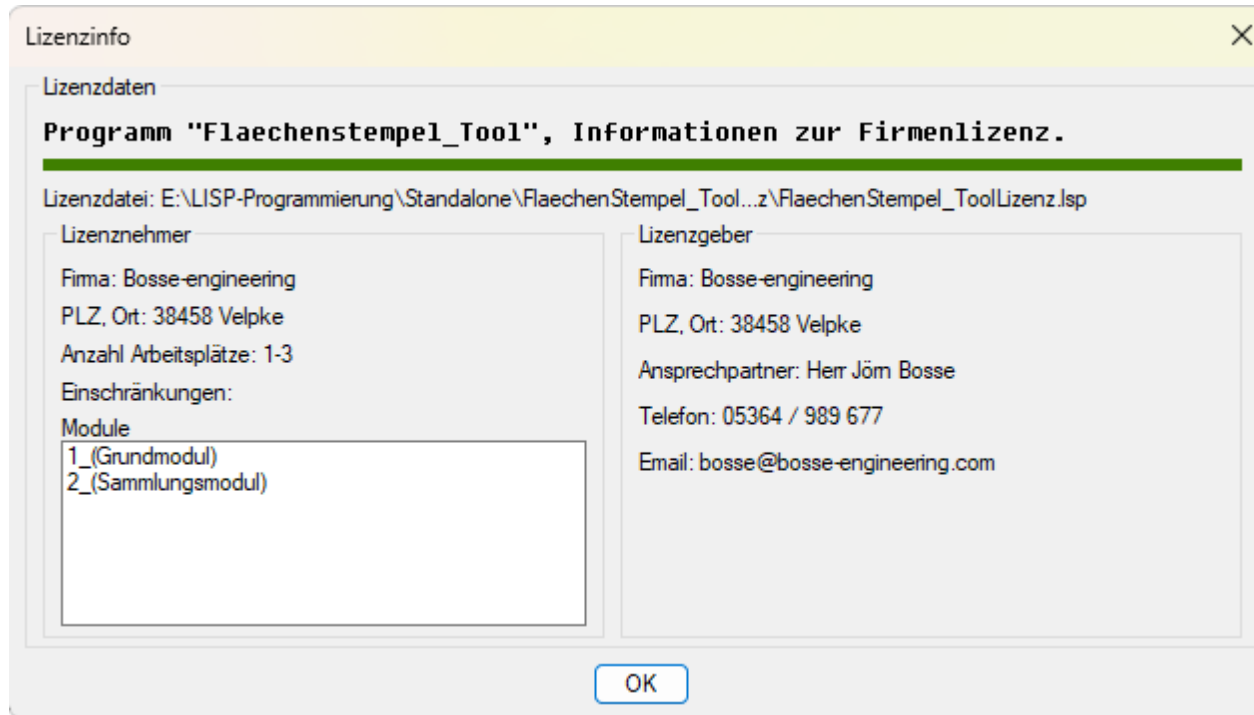 Lizenzinfo
Lizenzdaten
Programm "Flaechenstempel_Tool", Informationen zur Firmenlizenz.
Lizenzdatei: E:\LISP-Programmierung\Standalone\FlaechenStempel_Tool...z\FlaechenStempel_ToolLizenz.lsp
Lizenznehmer
Firma: Bosse-engineering
PLZ, Ort: 38458 Velpke
Anzahl Arbeitsplätze: 1-3
Einschränkungen:
Module
1_(Grundmodul)
2_(Sammlungsmodul)
Lizenzgeber
Firma: Bosse-engineering
PLZ, Ort: 38458 Velpke
Ansprechpartner: Herr Jörn Bosse
Telefon: 05364 / 989 677
Email: bosse@bosse-engineering.com
OK